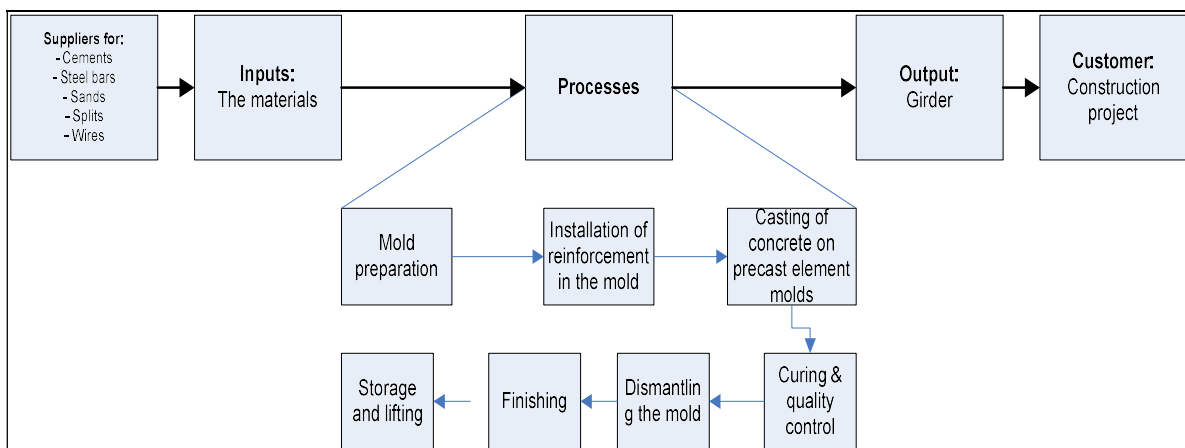 Suppliers for:
- Cements
- Steel bars
- Sands
- Splits
- Wires
Inputs:
The materials
Processes
Output:
Girder
Customer:
Construction
project
Mold
preparation
Installation of
reinforcement
in the mold
Casting of
concrete on
precast element
molds
Curing &
quality
control
Dismantlin
g the mold
Finishing
Storage
and lifting